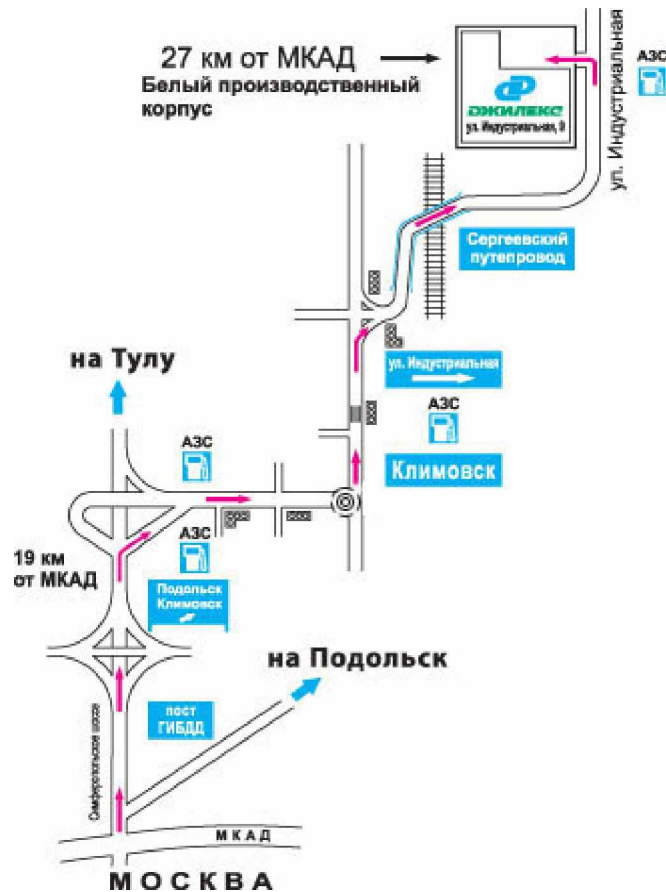 27 км от МКАД
Белый производственный
корпус
ДЖИЛЕКС
ул. Индустриальная, 9
ул. Индустриальная
АЗС
Сергеевский
путепровод
на Тулу
ул. Индустриальная
АЗС
АЗС
Климовск
19 км
от МКАД
АЗС
Подольск
Климовск
на Подольск
пост
ГИБДД
Симферопольское шоссе
МКАД
МОСКВА